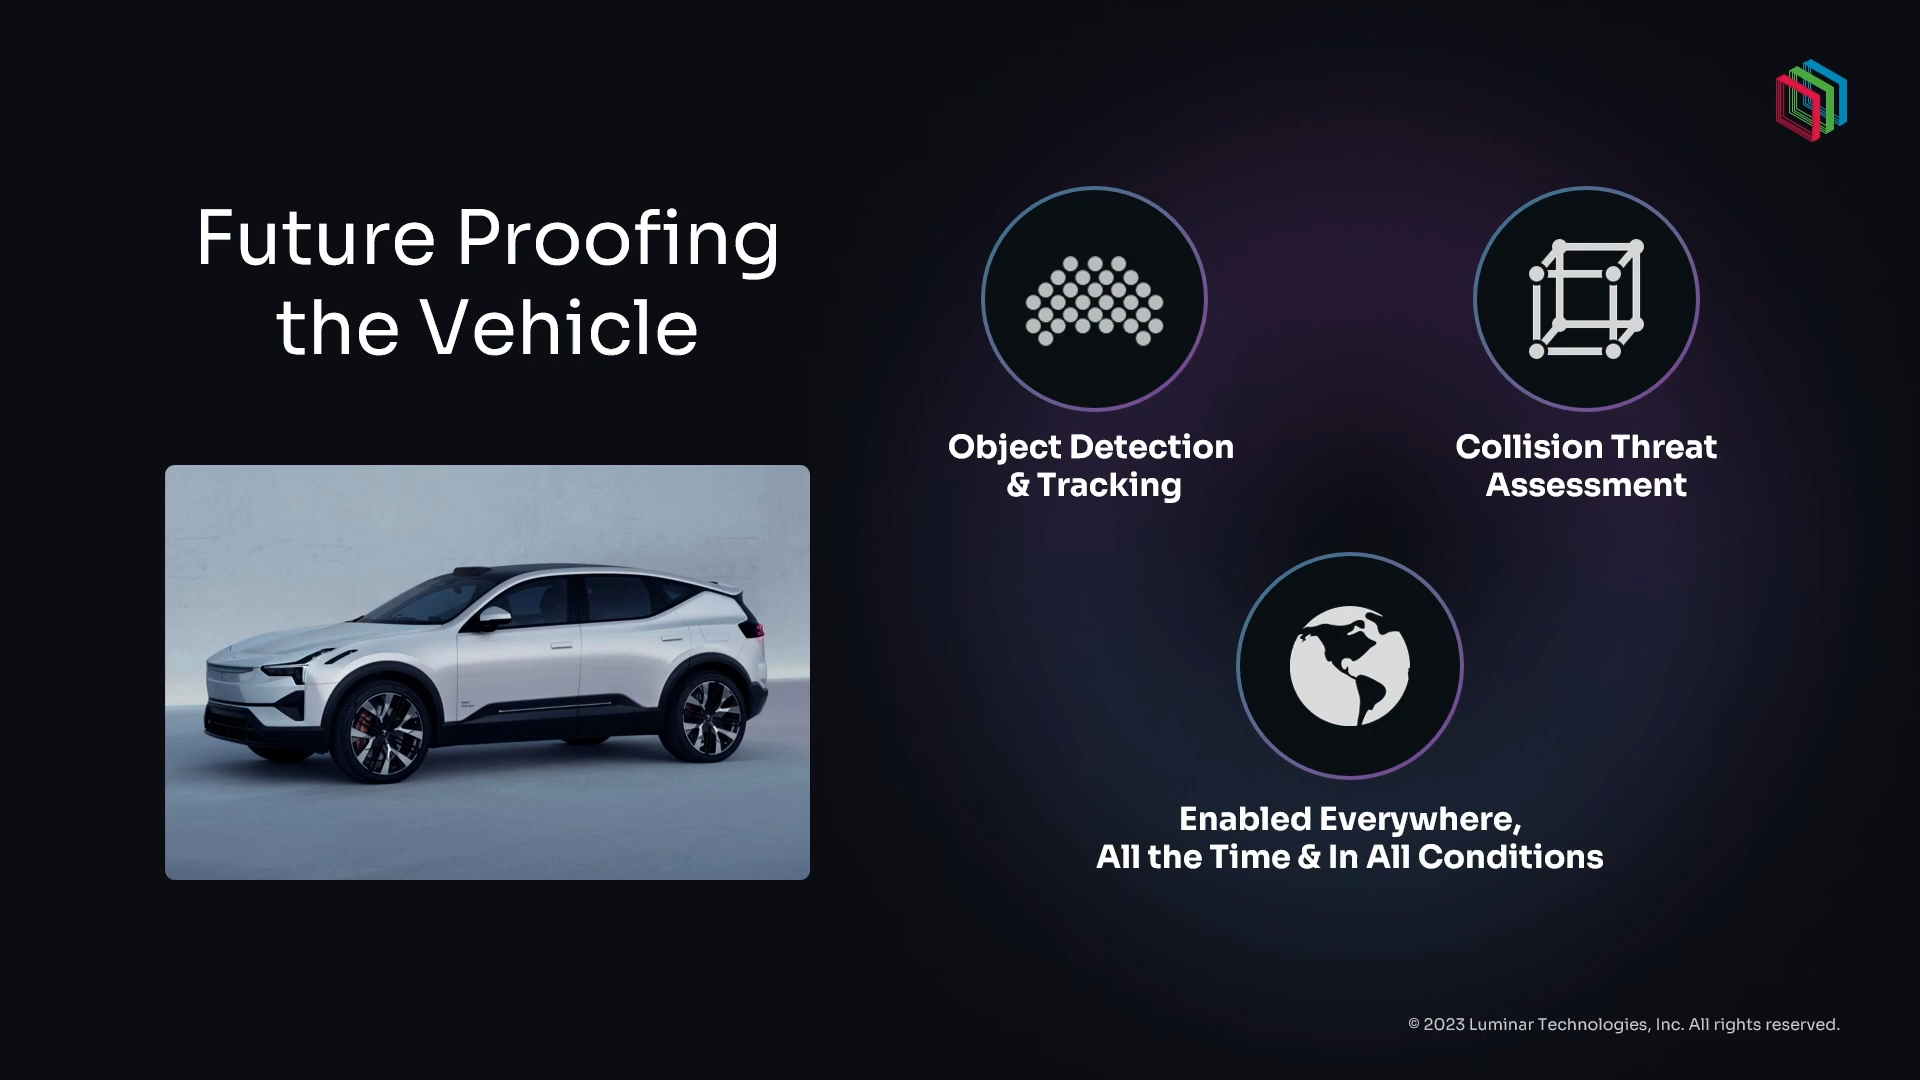 Future Proofing
the Vehicle
Object Detection
& Tracking
Collision Threat
Assessment
Enabled Everywhere,
All the Time & In All Conditions
© 2023 Luminar Technologies, Inc. All rights reserved.